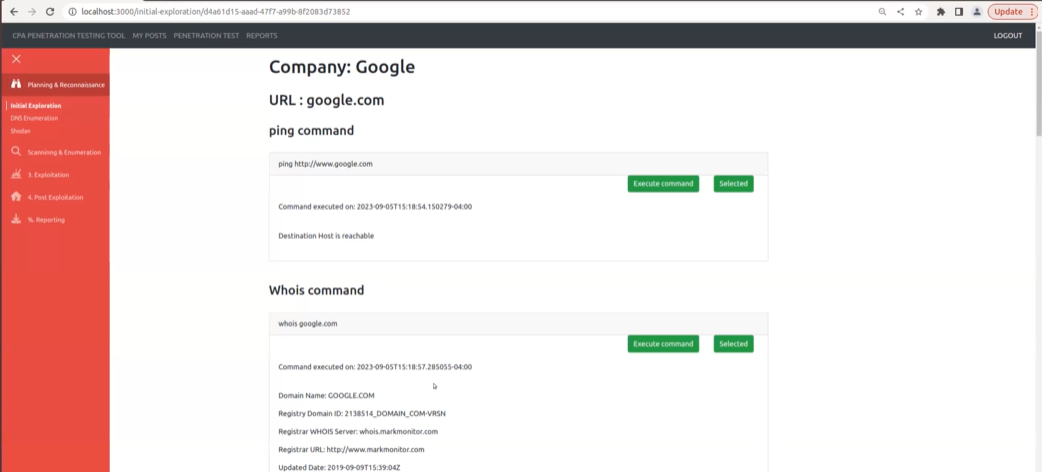 localhost:3000/initial-exploration/d4a61d15-aaad-47f7-a99b-8f2083d73852
Update
CPA PENETRATION TESTING TOOL MY POSTS PENETRATION TEST REPORTS
LOGOUT
Planning & Reconnaissance
Initial Exploration
DNS Enumeration
Shodan
Scanninng & Enumeration
3. Exploitation
4. Post Exploitation
%. Reporting
Company: Google
URL : google.com
ping command
ping http://www.google.com
Execute command Selected
Command executed on: 2023-09-05T15:18:54.150279-04:00
Destination Host is reachable
Whois command
whois google.com
Execute command Selected
Command executed on: 2023-09-05T15:18:57.285055-04:00
Domain Name: GOOGLE.COM
Registry Domain ID: 2138514_DOMAIN_COM-VRSN
Registrar WHOIS Server: whois.markmonitor.com
Registrar URL: http://www.markmonitor.com
Updated Date: 2019-09-09T15:39:04Z